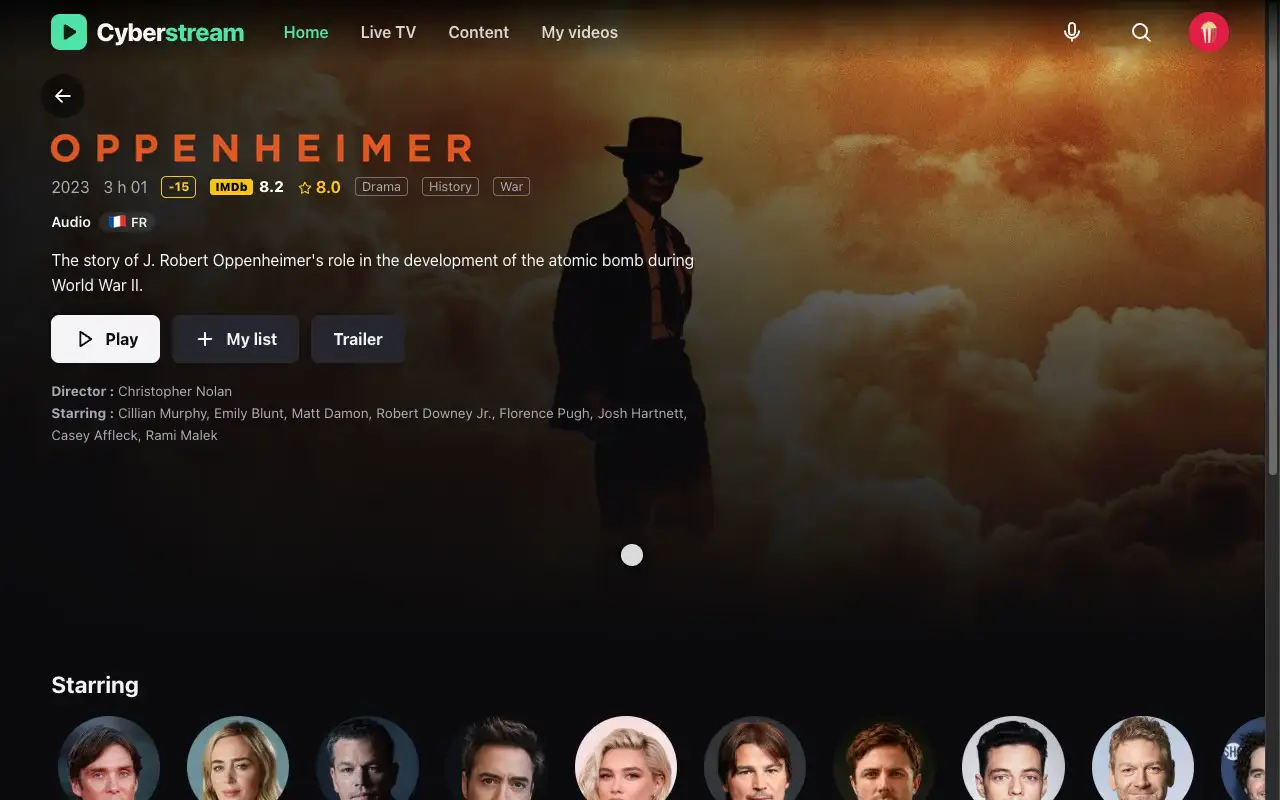 Cyberstream Home Live TV Content My videos
OPPENHEIMER
2023 3 h 01 -15 IMDb 8.2 8.0 Drama History War
Audio FR
The story of J. Robert Oppenheimer's role in the development of the atomic bomb during
World War II.
Play My list Trailer
Director : Christopher Nolan
Starring : Cillian Murphy, Emily Blunt, Matt Damon, Robert Downey Jr., Florence Pugh, Josh Hartnett,
Casey Affleck, Rami Malek
Starring